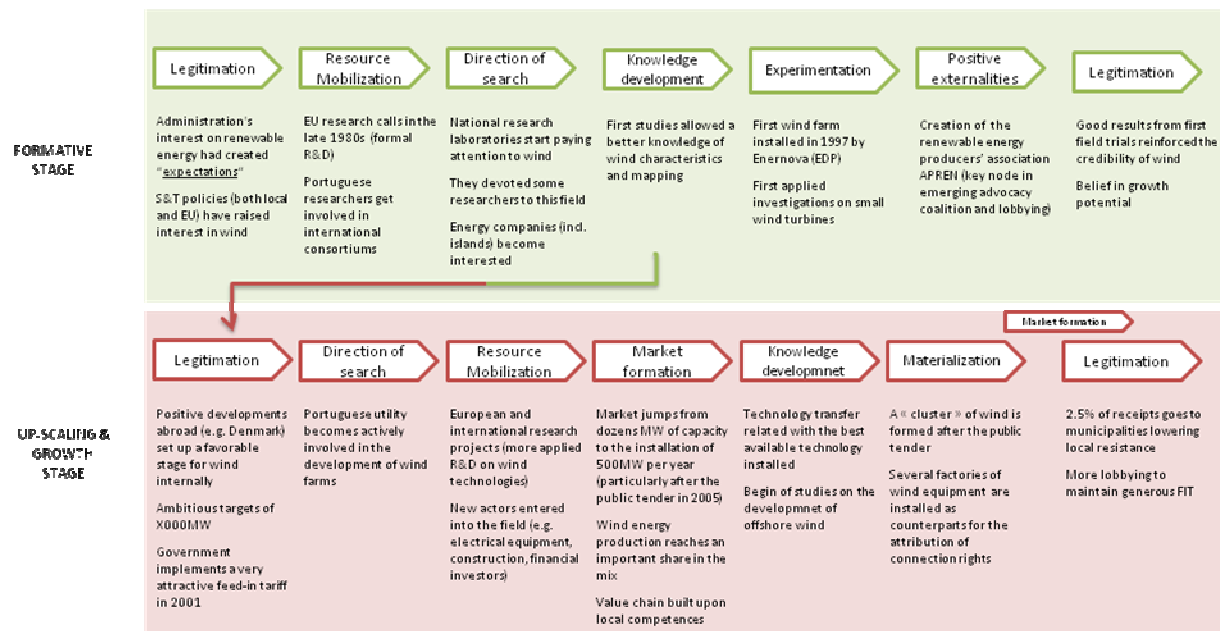 FORMATIVE
STAGE
Legitimation
Administration's
interest on renewable
energy had created
"expectations"
S&T policies (both local
and EU) have raised
interest in wind
Resource
Mobilization
EU research calls in the
late 1980s (formal
R&D)
Portuguese
researchers get
involved in
international
consortiums
Direction of
search
National research
laboratories start paying
attention to wind
They devoted some
researchers to this field
Energy companies (incl.
islands) become
interested
Knowledge
development
First studies allowed a
better knowledge of
wind characteristics
and mapping
Experimentation
First wind farm
installed in 1997 by
Enernova (EDP)
First applied
investigations on small
wind turbines
Positive
externalities
Creation of the
renewable energy
producers' association
APREN (key node in
emerging advocacy
coalition and lobbying)
Legitimation
Good results from first
field trials reinforced the
credibility of wind
Belief in growth
potential
UP-SCALING &
GROWTH
STAGE
Legitimation
Positive developments
abroad (e.g. Denmark)
set up a favorable
stage for wind
internally
Ambitious targets of
X000MW
Government
implements a very
attractive feed-in tariff
in 2001
Direction of
search
Portuguese utility
becomes actively
involved in the
development of wind
farms
Resource
Mobilization
European and
international research
projects (more applied
R&D on wind
technologies)
New actors entered
into the field (e.g.
electrical equipment,
construction, financial
investors)
Market
formation
Market jumps from
dozens MW of capacity
to the installation of
500MW per year
(particularly after the
public tender in 2005)
Wind energy
production reaches an
important share in the
mix
Value chain built upon
local competences
Knowledge
developmnet
Technology transfer
related with the best
available technology
installed
Begin of studies on the
developmnet of
offshore wind
Materialization
A « cluster » of wind is
formed after the public
tender
Several factories of
wind equipment are
installed as
counterparts for the
attribution of
connection rights
Market formation
Legitimation
2.5% of receipts goes to
municipalities lowering
local resistance
More lobbying to
maintain generous FIT